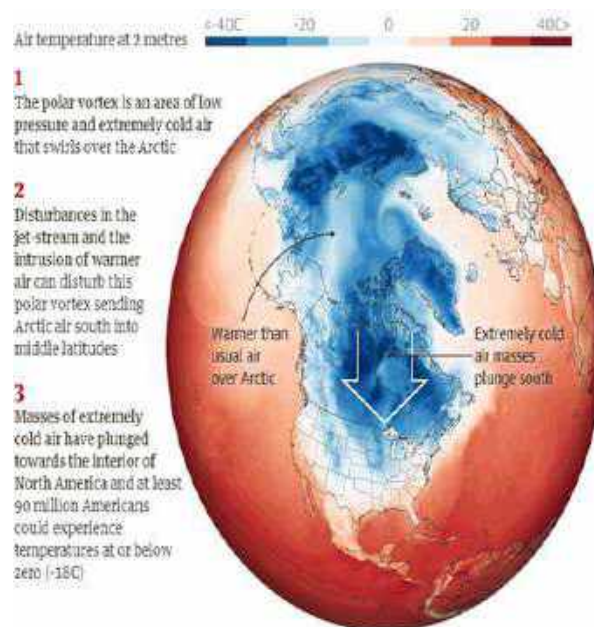 <-40C -20 0 20 40C>
Air temperature at 2 metres
1
The polar vortex is an area of low
pressure and extremely cold air
that swirls over the Arctic
2
Disturbances in the
jet-stream and the
intrusion of warmer
air can disturb this
polar vortex sending
Arctic air south into
middle latitudes
Warmer than
usual air
over Arctic
Extremely cold
air masses
plunge south
3
Masses of extremely
cold air have plunged
towards the interior of
North America and at least
90 million Americans
could experience
temperatures at or below
zero (-18C)